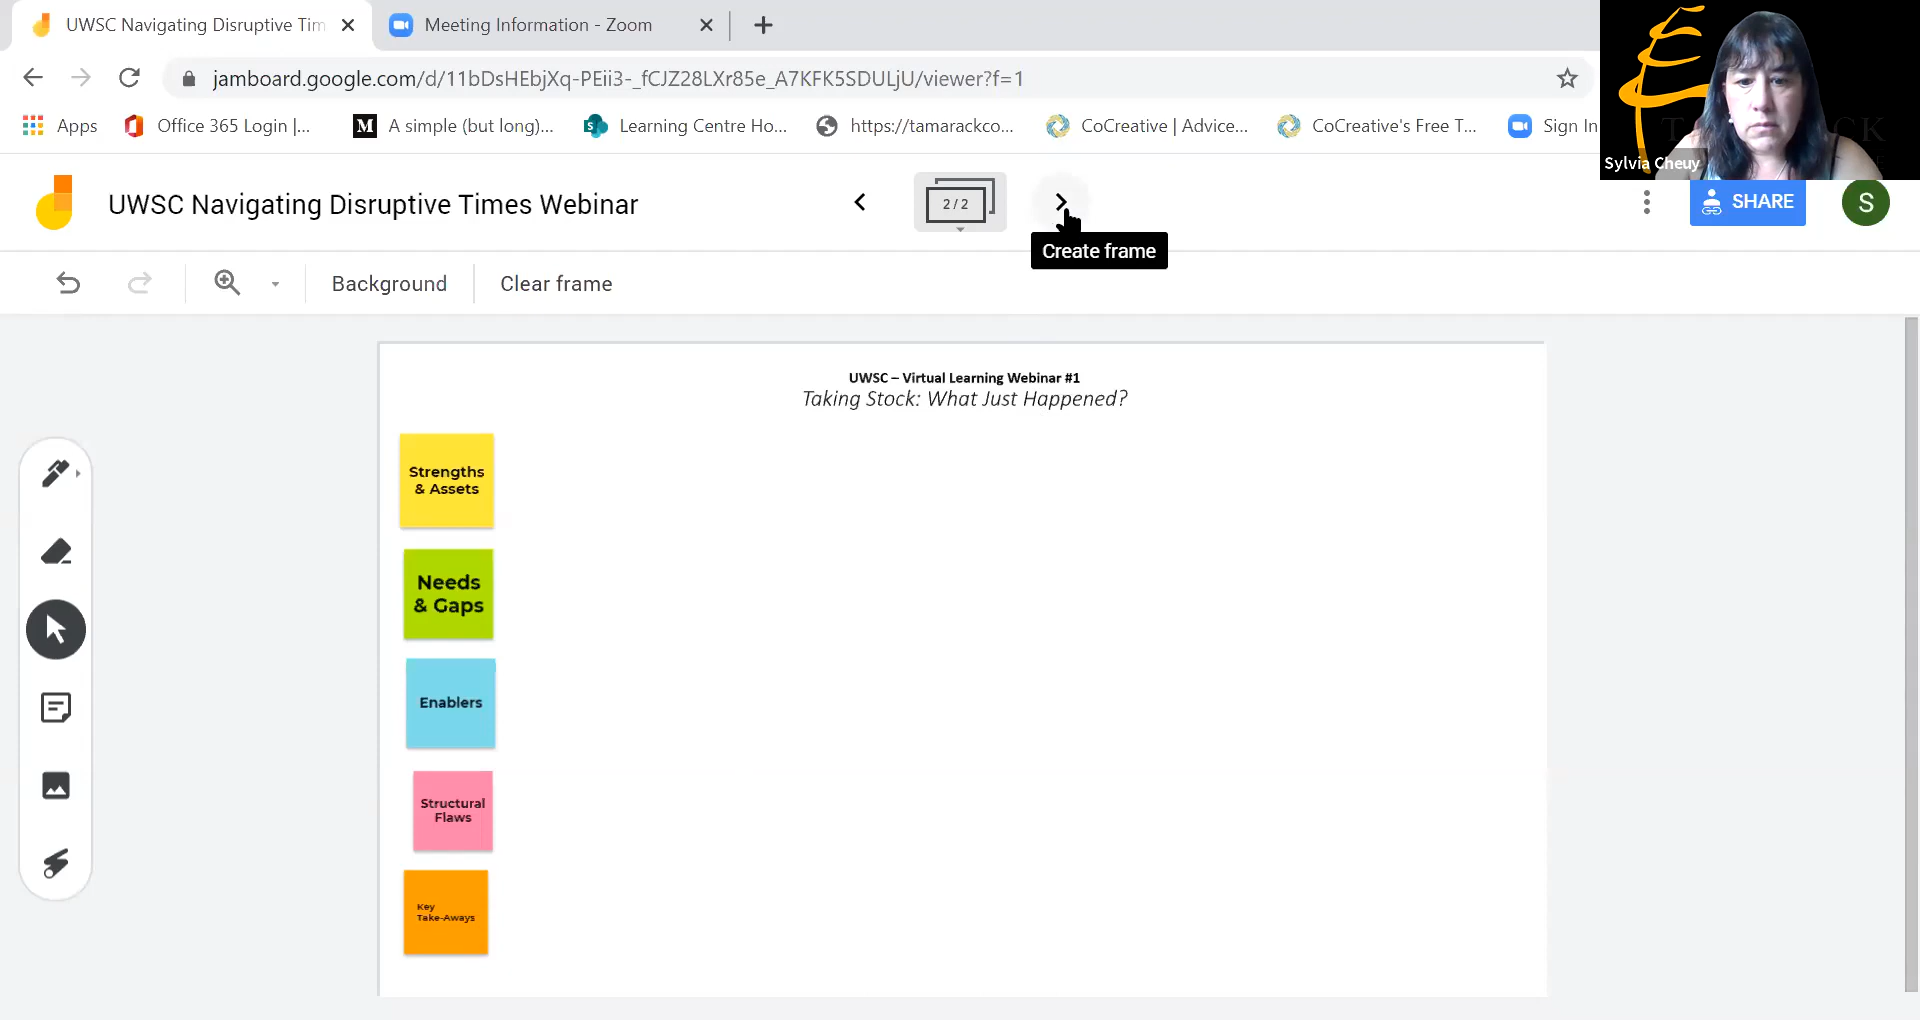 UWSC Navigating Disruptive Tim
Meeting Information - Zoom
jamboard.google.com/d/11bDsHEbjXq-PEii3-_fCJZ28LXr85e_A7KFK5SDULjU/viewer?f=1
Apps
Office 365 Login |...
M
A simple (but long)...
Learning Centre Ho...
https://tamarackco...
CoCreative | Advice...
CoCreative's Free T...
Sign In
Sylvia Cheuy
UWSC Navigating Disruptive Times Webinar
2 / 2
SHARE
S
Create frame
Background
Clear frame
UWSC – Virtual Learning Webinar #1
Taking Stock: What Just Happened?
Strengths
& Assets
Needs
& Gaps
Enablers
Structural
Flaws
Key
Take-Aways